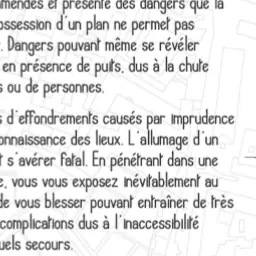 mendes et présente des dangers que la
ossession d'un plan ne permet pas
. Dangers pouvant même se révéler
en présence de puits, dus à la chute
s ou de personnes.
s d'effondrements causés par imprudence
onnaissance des lieux. L'allumage d'un
t s'avérer fatal. En pénétrant dans une
e, vous vous exposez inévitablement au
de vous blesser pouvant entraîner de très
complications dus à l'inaccessibilité
uels secours.